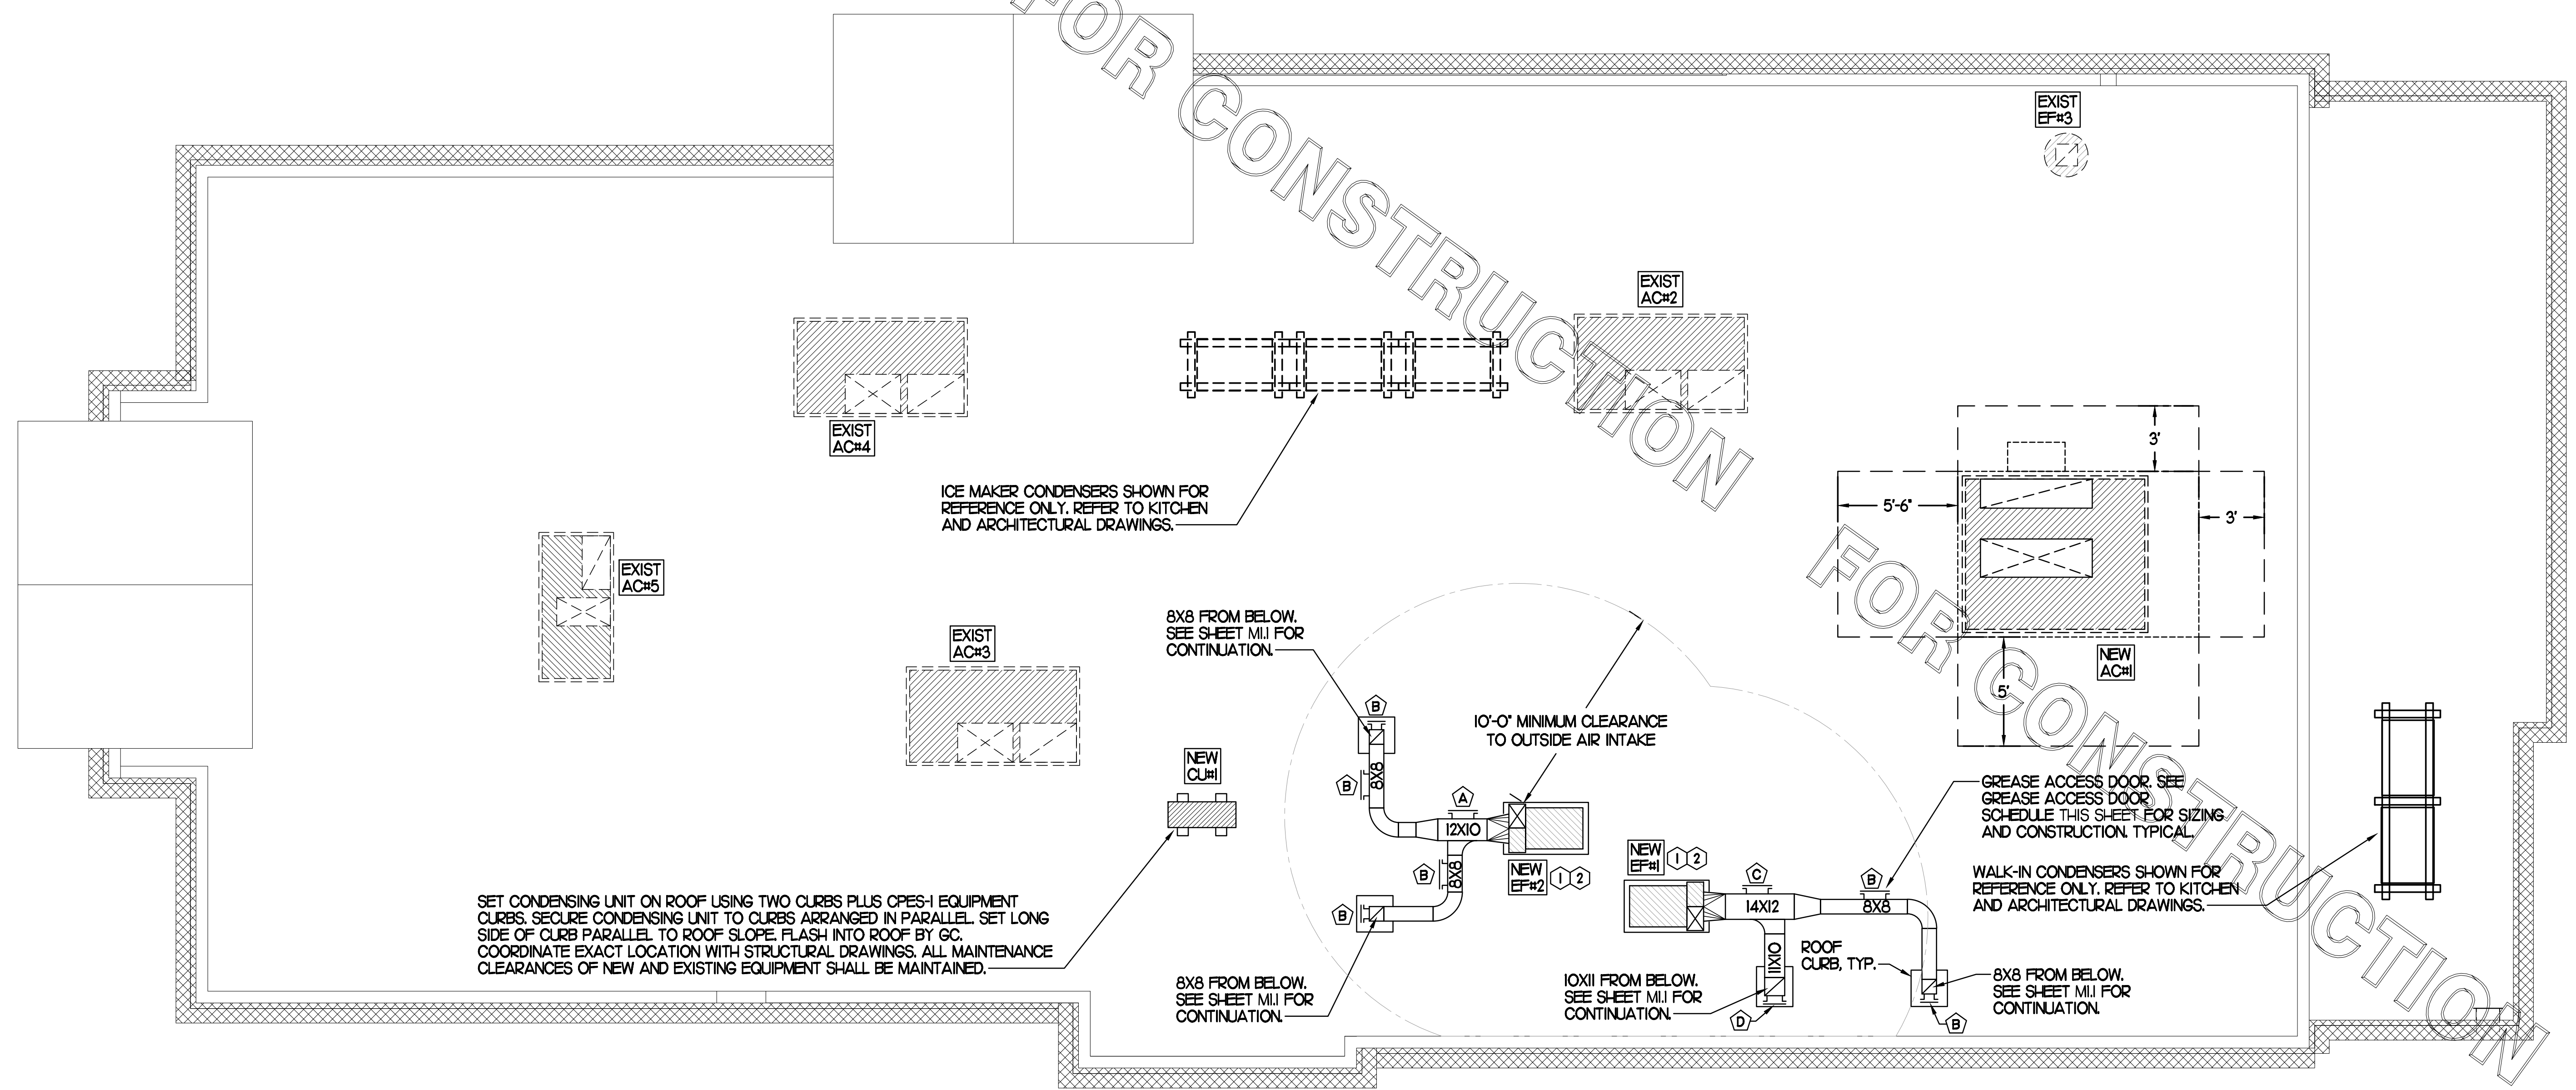 FOR CONSTRUCTION
EXIST
EF#3
EXIST
AC#2
EXIST
AC#4
ICE MAKER CONDENSERS SHOWN FOR
REFERENCE ONLY. REFER TO KITCHEN
AND ARCHITECTURAL DRAWINGS.
3'
5'-6"
3'
NEW
AC#1
5'
FOR CONSTRUCTION
EXIST
AC#5
EXIST
AC#3
8X8 FROM BELOW.
SEE SHEET M1.1 FOR
CONTINUATION.
10'-0" MINIMUM CLEARANCE
TO OUTSIDE AIR INTAKE
B
8X8
B
A
12X10
B
8X8
B
NEW
EF#2
1
2
NEW
CU#1
SET CONDENSING UNIT ON ROOF USING TWO CURBS PLUS CPES-1 EQUIPMENT
CURBS. SECURE CONDENSING UNIT TO CURBS ARRANGED IN PARALLEL. SET LONG
SIDE OF CURB PARALLEL TO ROOF SLOPE. FLASH INTO ROOF BY GC.
COORDINATE EXACT LOCATION WITH STRUCTURAL DRAWINGS. ALL MAINTENANCE
CLEARANCES OF NEW AND EXISTING EQUIPMENT SHALL BE MAINTAINED.
8X8 FROM BELOW.
SEE SHEET M1.1 FOR
CONTINUATION.
NEW
EF#1
1
2
C
14X12
B
8X8
GREASE ACCESS DOOR. SEE
GREASE ACCESS DOOR
SCHEDULE THIS SHEET FOR SIZING
AND CONSTRUCTION. TYPICAL.
WALK-IN CONDENSERS SHOWN FOR
REFERENCE ONLY. REFER TO KITCHEN
AND ARCHITECTURAL DRAWINGS.
11X10
ROOF
CURB, TYP.
10X11 FROM BELOW.
SEE SHEET M1.1 FOR
CONTINUATION.
D
8X8 FROM BELOW.
SEE SHEET M1.1 FOR
CONTINUATION.
B